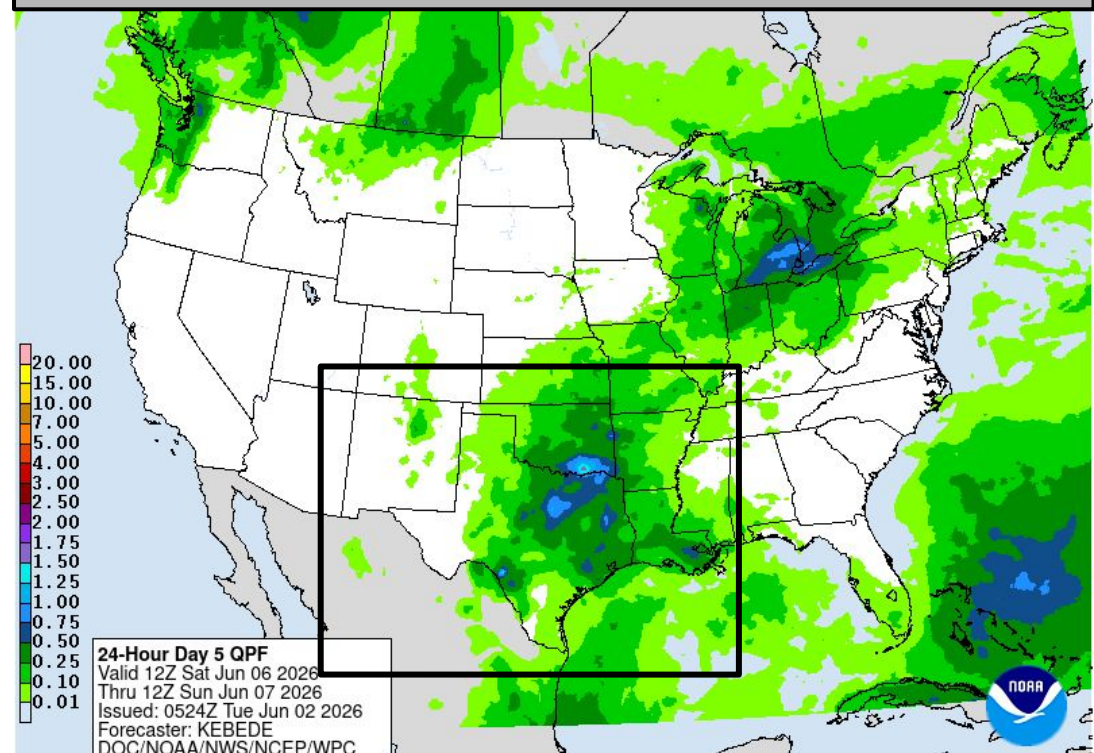 20.00
15.00
10.00
7.00
5.00
4.00
3.00
2.50
2.00
1.75
1.50
1.25
1.00
0.75
0.50
0.25
0.10
0.01
24-Hour Day 5 QPF
Valid 12Z Sat Jun 06 2026
Thru 12Z Sun Jun 07 2026
Issued: 0524Z Tue Jun 02 2026
Forecaster: KEBEDE
DOC/NOAA/NWS/NCEP/WPC
NOAA